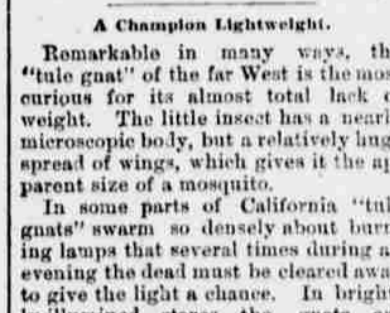 A Champion Lightweight.
Remarkable in many ways, th
"tule gnat" of the far West is the mos
curious for its almost total lack o
weight. The little insect has a nearl
microscopic body, but a relatively hug
spread of wings, which gives it the ap
parent size of a mosquito.
In some parts of California "tul
gnats" swarm so densely about burn
ing lamps that several times during a
evening the dead must be cleared awa
to give the light a chance. In bright